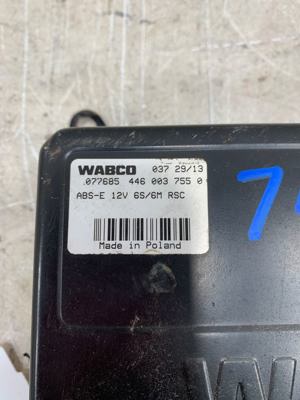 WABCO 037 29/13
.077685 446 003 755 0
ABS-E 12V 6S/6M RSC
Made in Poland
W